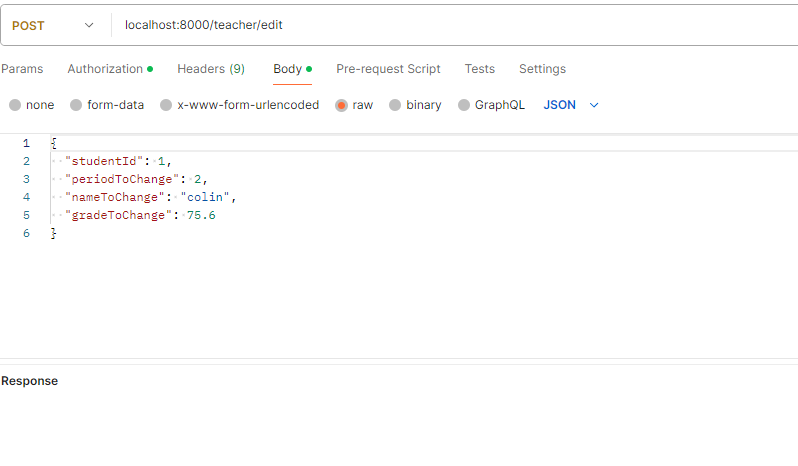 POST localhost:8000/teacher/edit
Params Authorization Headers (9) Body Pre-request Script Tests Settings
none form-data x-www-form-urlencoded raw binary GraphQL JSON
1 {
2 "studentId": 1,
3 "periodToChange": 2,
4 "nameToChange": "colin",
5 "gradeToChange": 75.6
6 }
Response